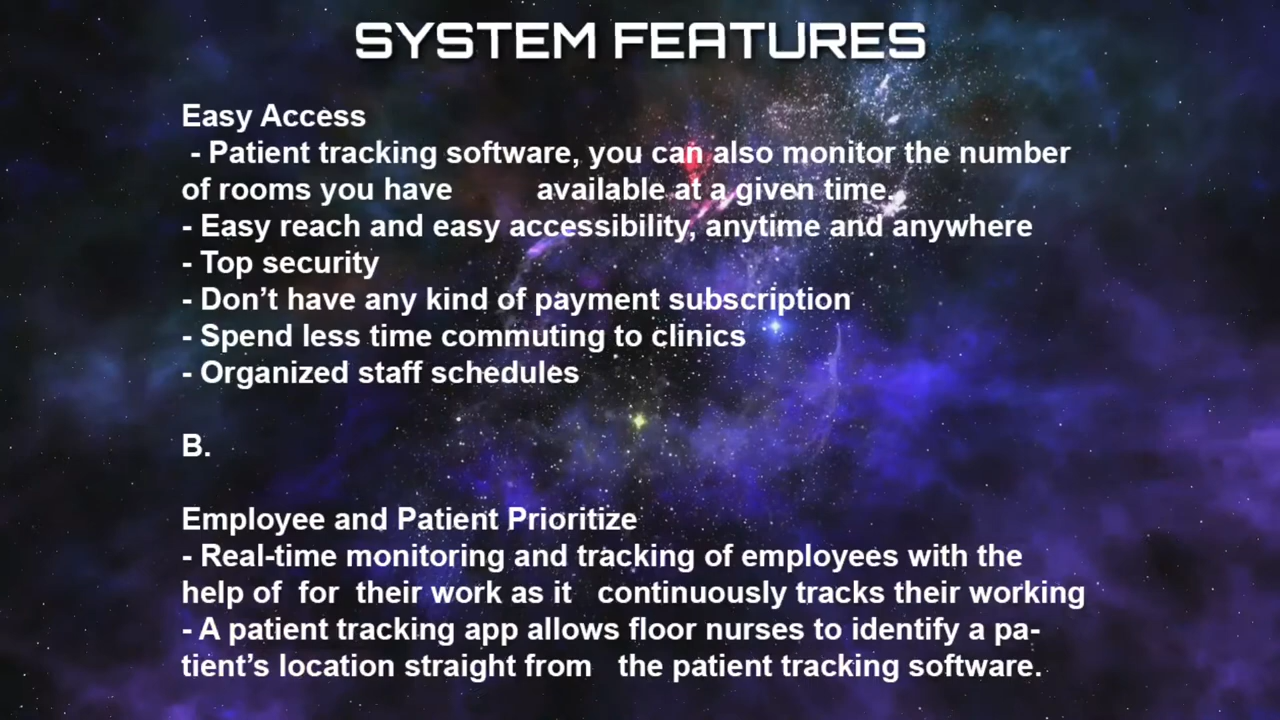 SYSTEM FEATURES
Easy Access
- Patient tracking software, you can also monitor the number
of rooms you have available at a given time.
- Easy reach and easy accessibility, anytime and anywhere
- Top security
- Don’t have any kind of payment subscription
- Spend less time commuting to clinics
- Organized staff schedules
B.
Employee and Patient Prioritize
- Real-time monitoring and tracking of employees with the
help of for their work as it continuously tracks their working
- A patient tracking app allows floor nurses to identify a pa-
tient’s location straight from the patient tracking software.